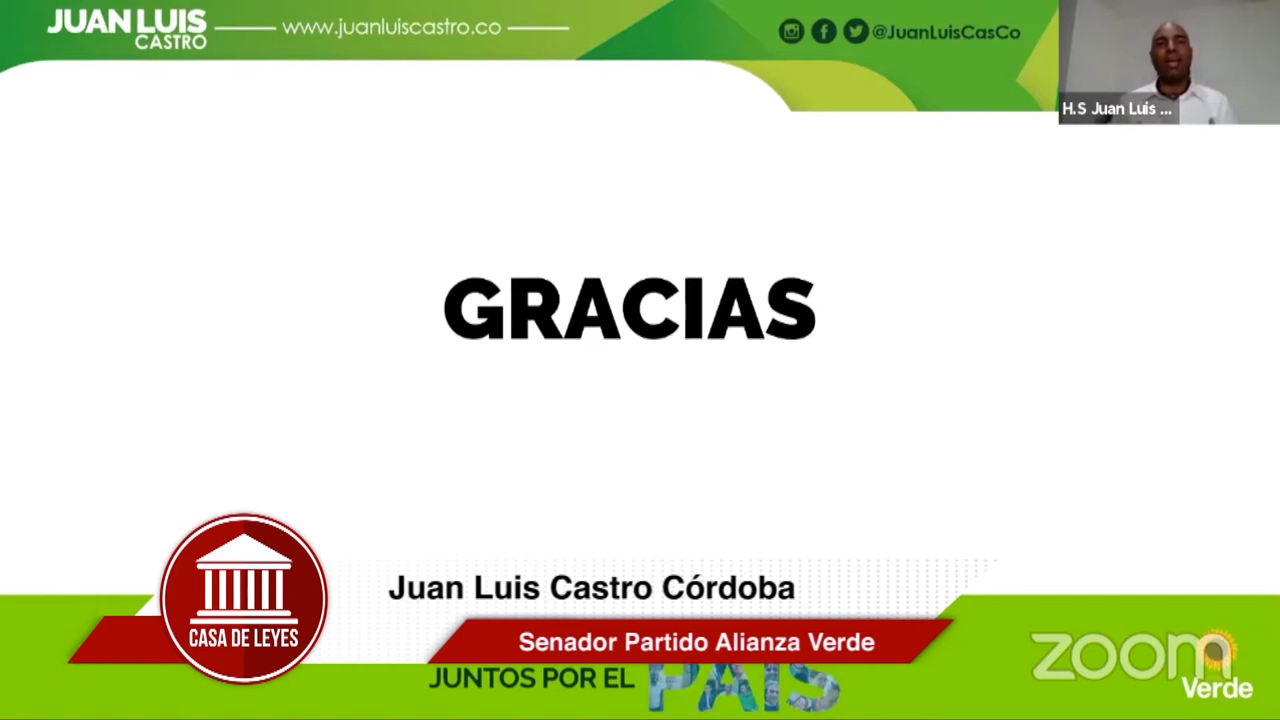 JUAN LUIS
CASTRO
www.juanluiscastro.co
@JuanLuisCasCo
H.S Juan Luis ...
GRACIAS
CASA DE LEYES
Juan Luis Castro Córdoba
Senador Partido Alianza Verde
JUNTOS POR EL PAÍS
zoom
Verde